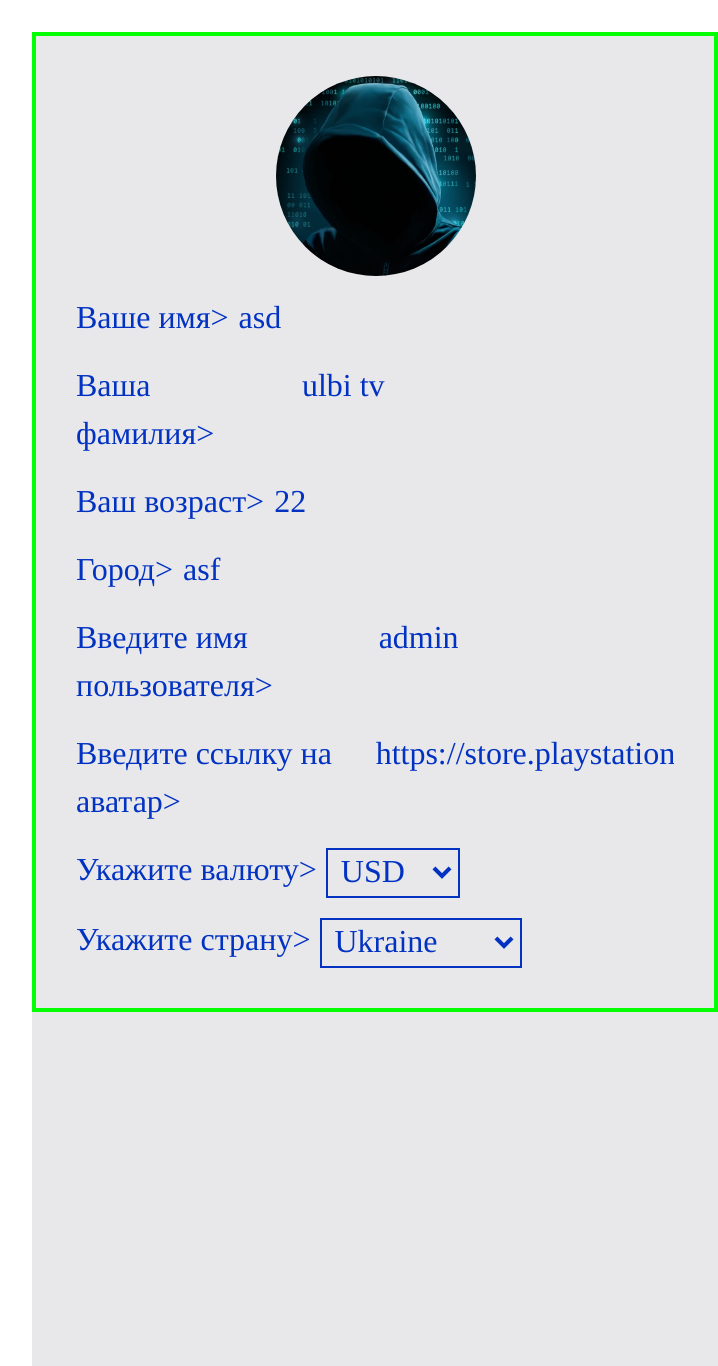 Ваше имя> asd
Ваша ulbi tv
фамилия>
Ваш возраст> 22
Город> asf
Введите имя admin
пользователя>
Введите ссылку на https://store.playstation
аватар>
Укажите валюту> USD
Укажите страну> Ukraine